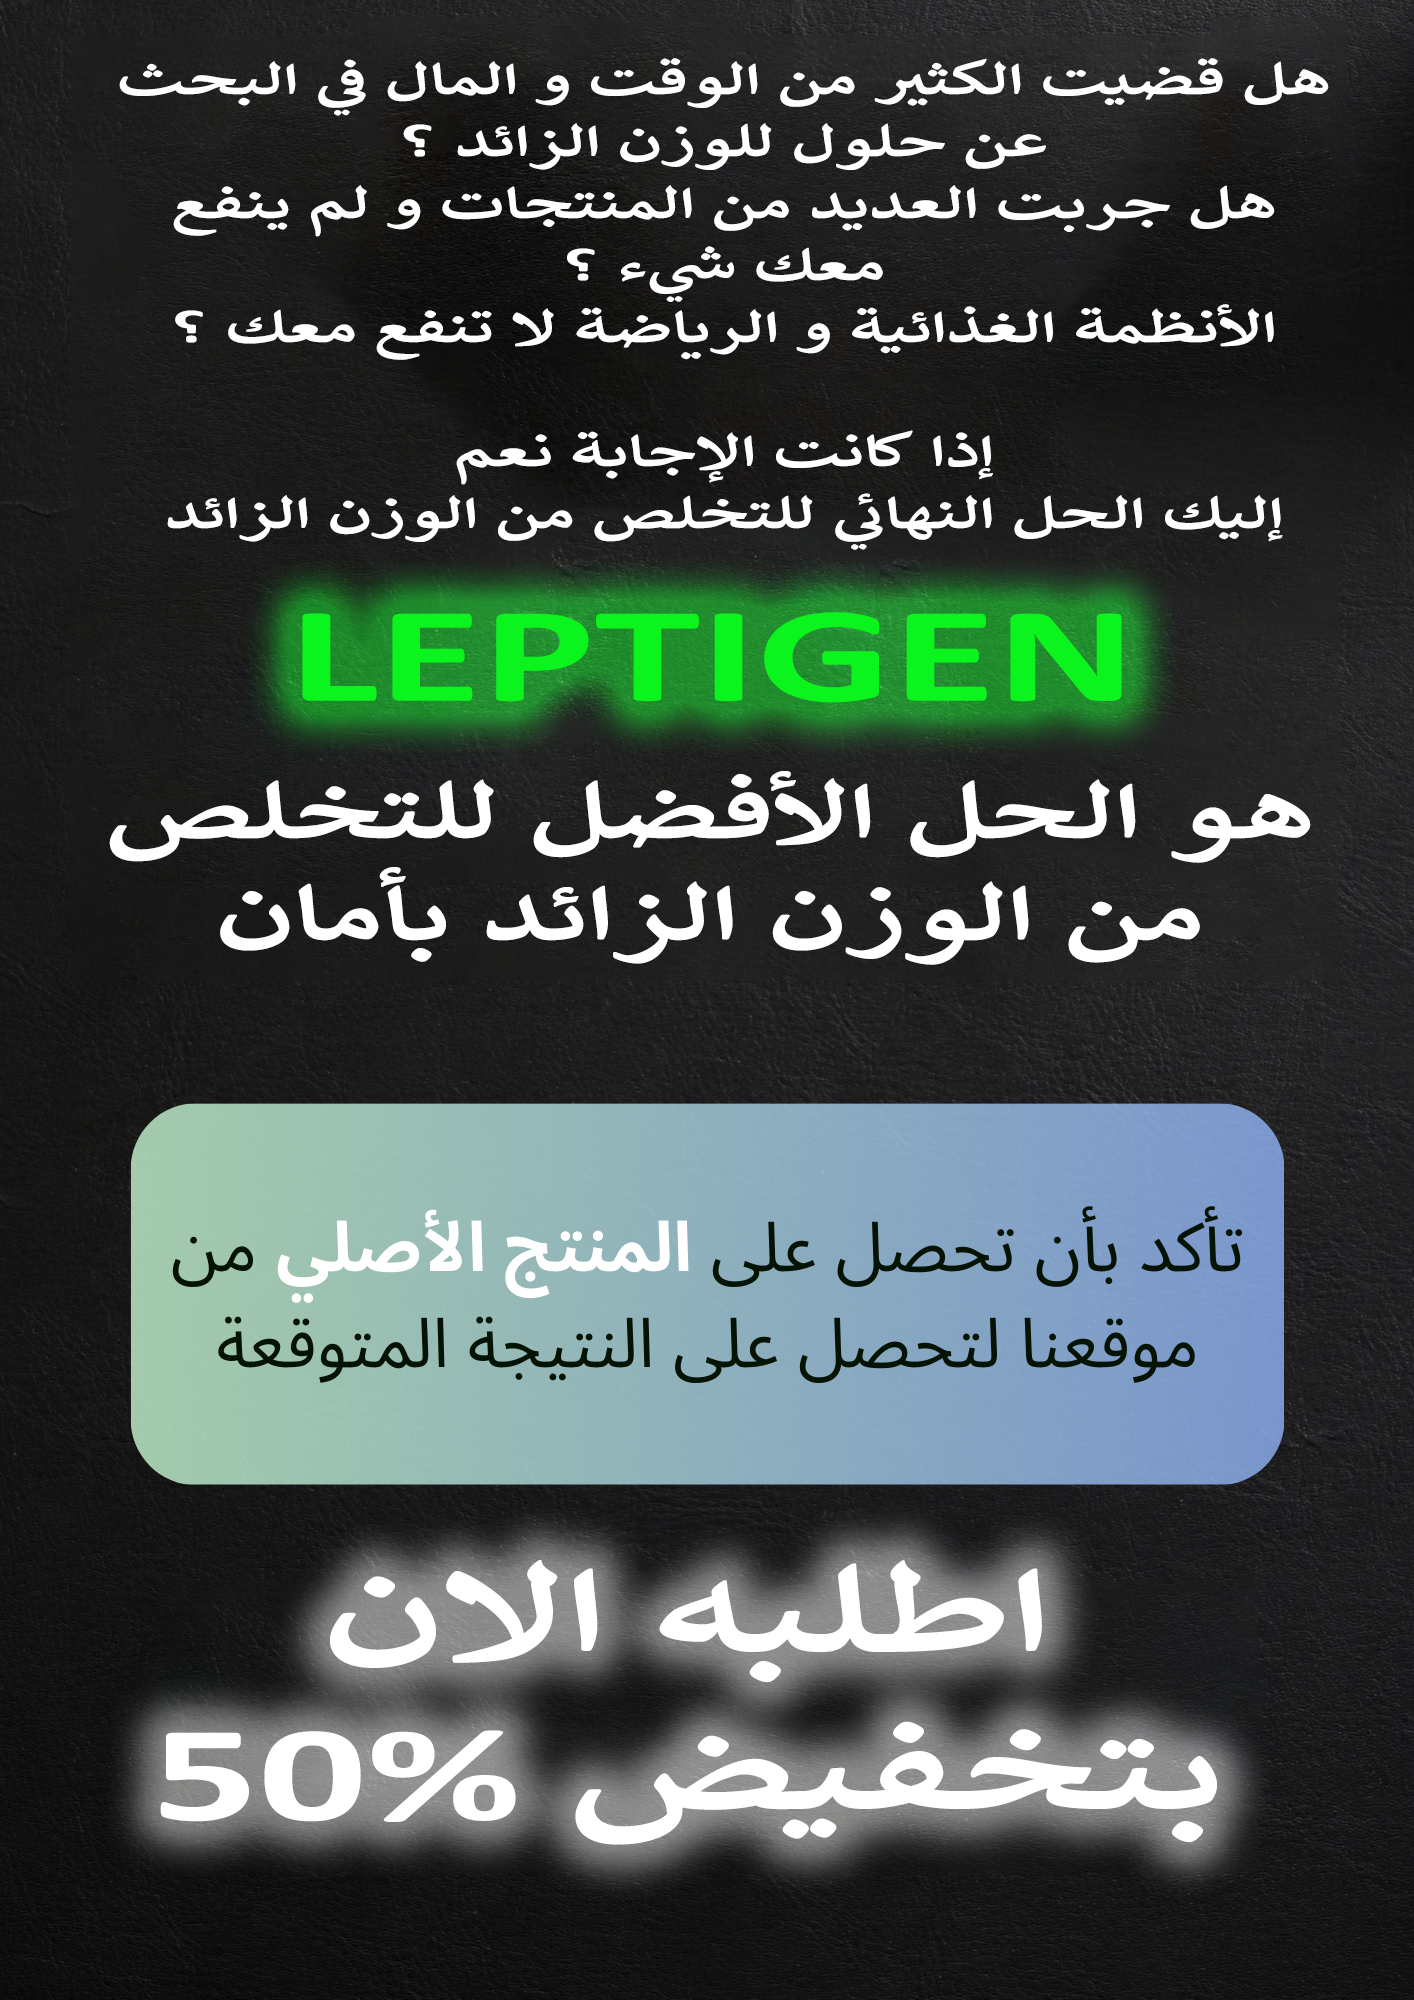 هل قضيت الكثير من الوقت و المال في البحث
عن حلول للوزن الزائد ؟
هل جربت العديد من المنتجات و لم ينفع
معك شيء ؟
الأنظمة الغذائية و الرياضة لا تنفع معك ؟
إذا كانت الإجابة نعم
إليك الحل النهائي للتخلص من الوزن الزائد
LEPTIGEN
هو الحل الأفضل للتخلص
من الوزن الزائد بأمان
تأكد بأن تحصل على المنتج الأصلي من
موقعنا لتحصل على النتيجة المتوقعة
اطلبه الان
بتخفيض 50%